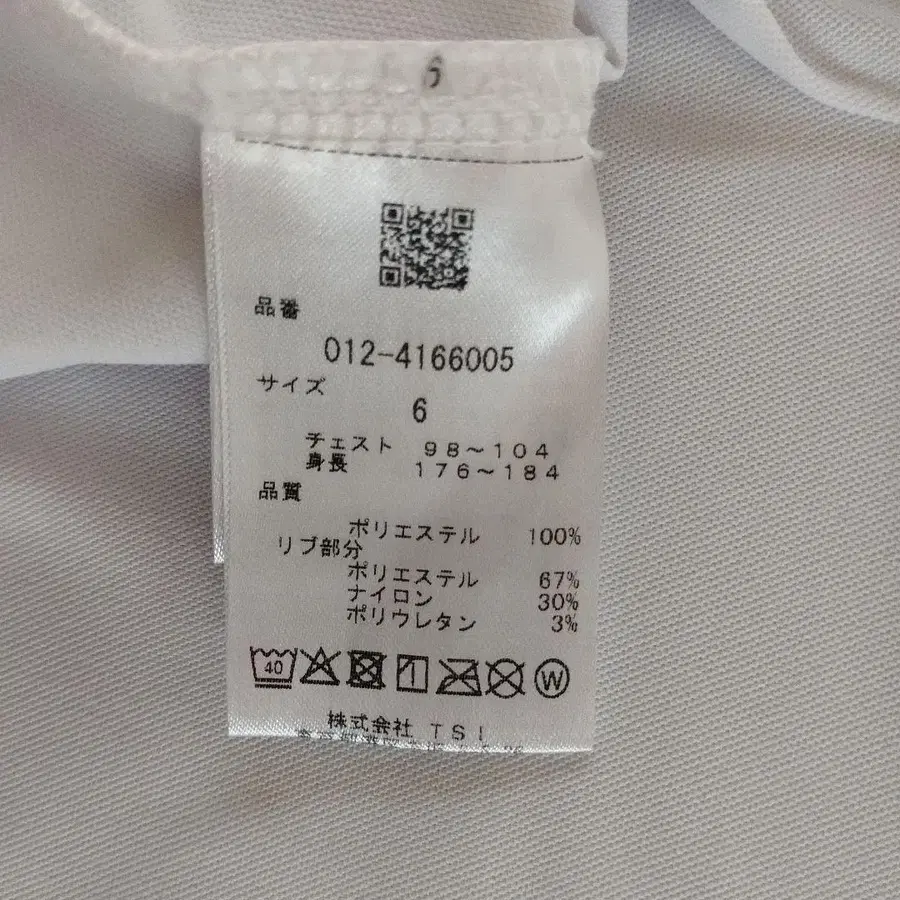 6
品番
012-4166005
サイズ
6
チェスト 98～104
身長 176～184
品質
ポリエステル 100%
リブ部分
ポリエステル 67%
ナイロン 30%
ポリウレタン 3%
40
W
株式会社 TSI